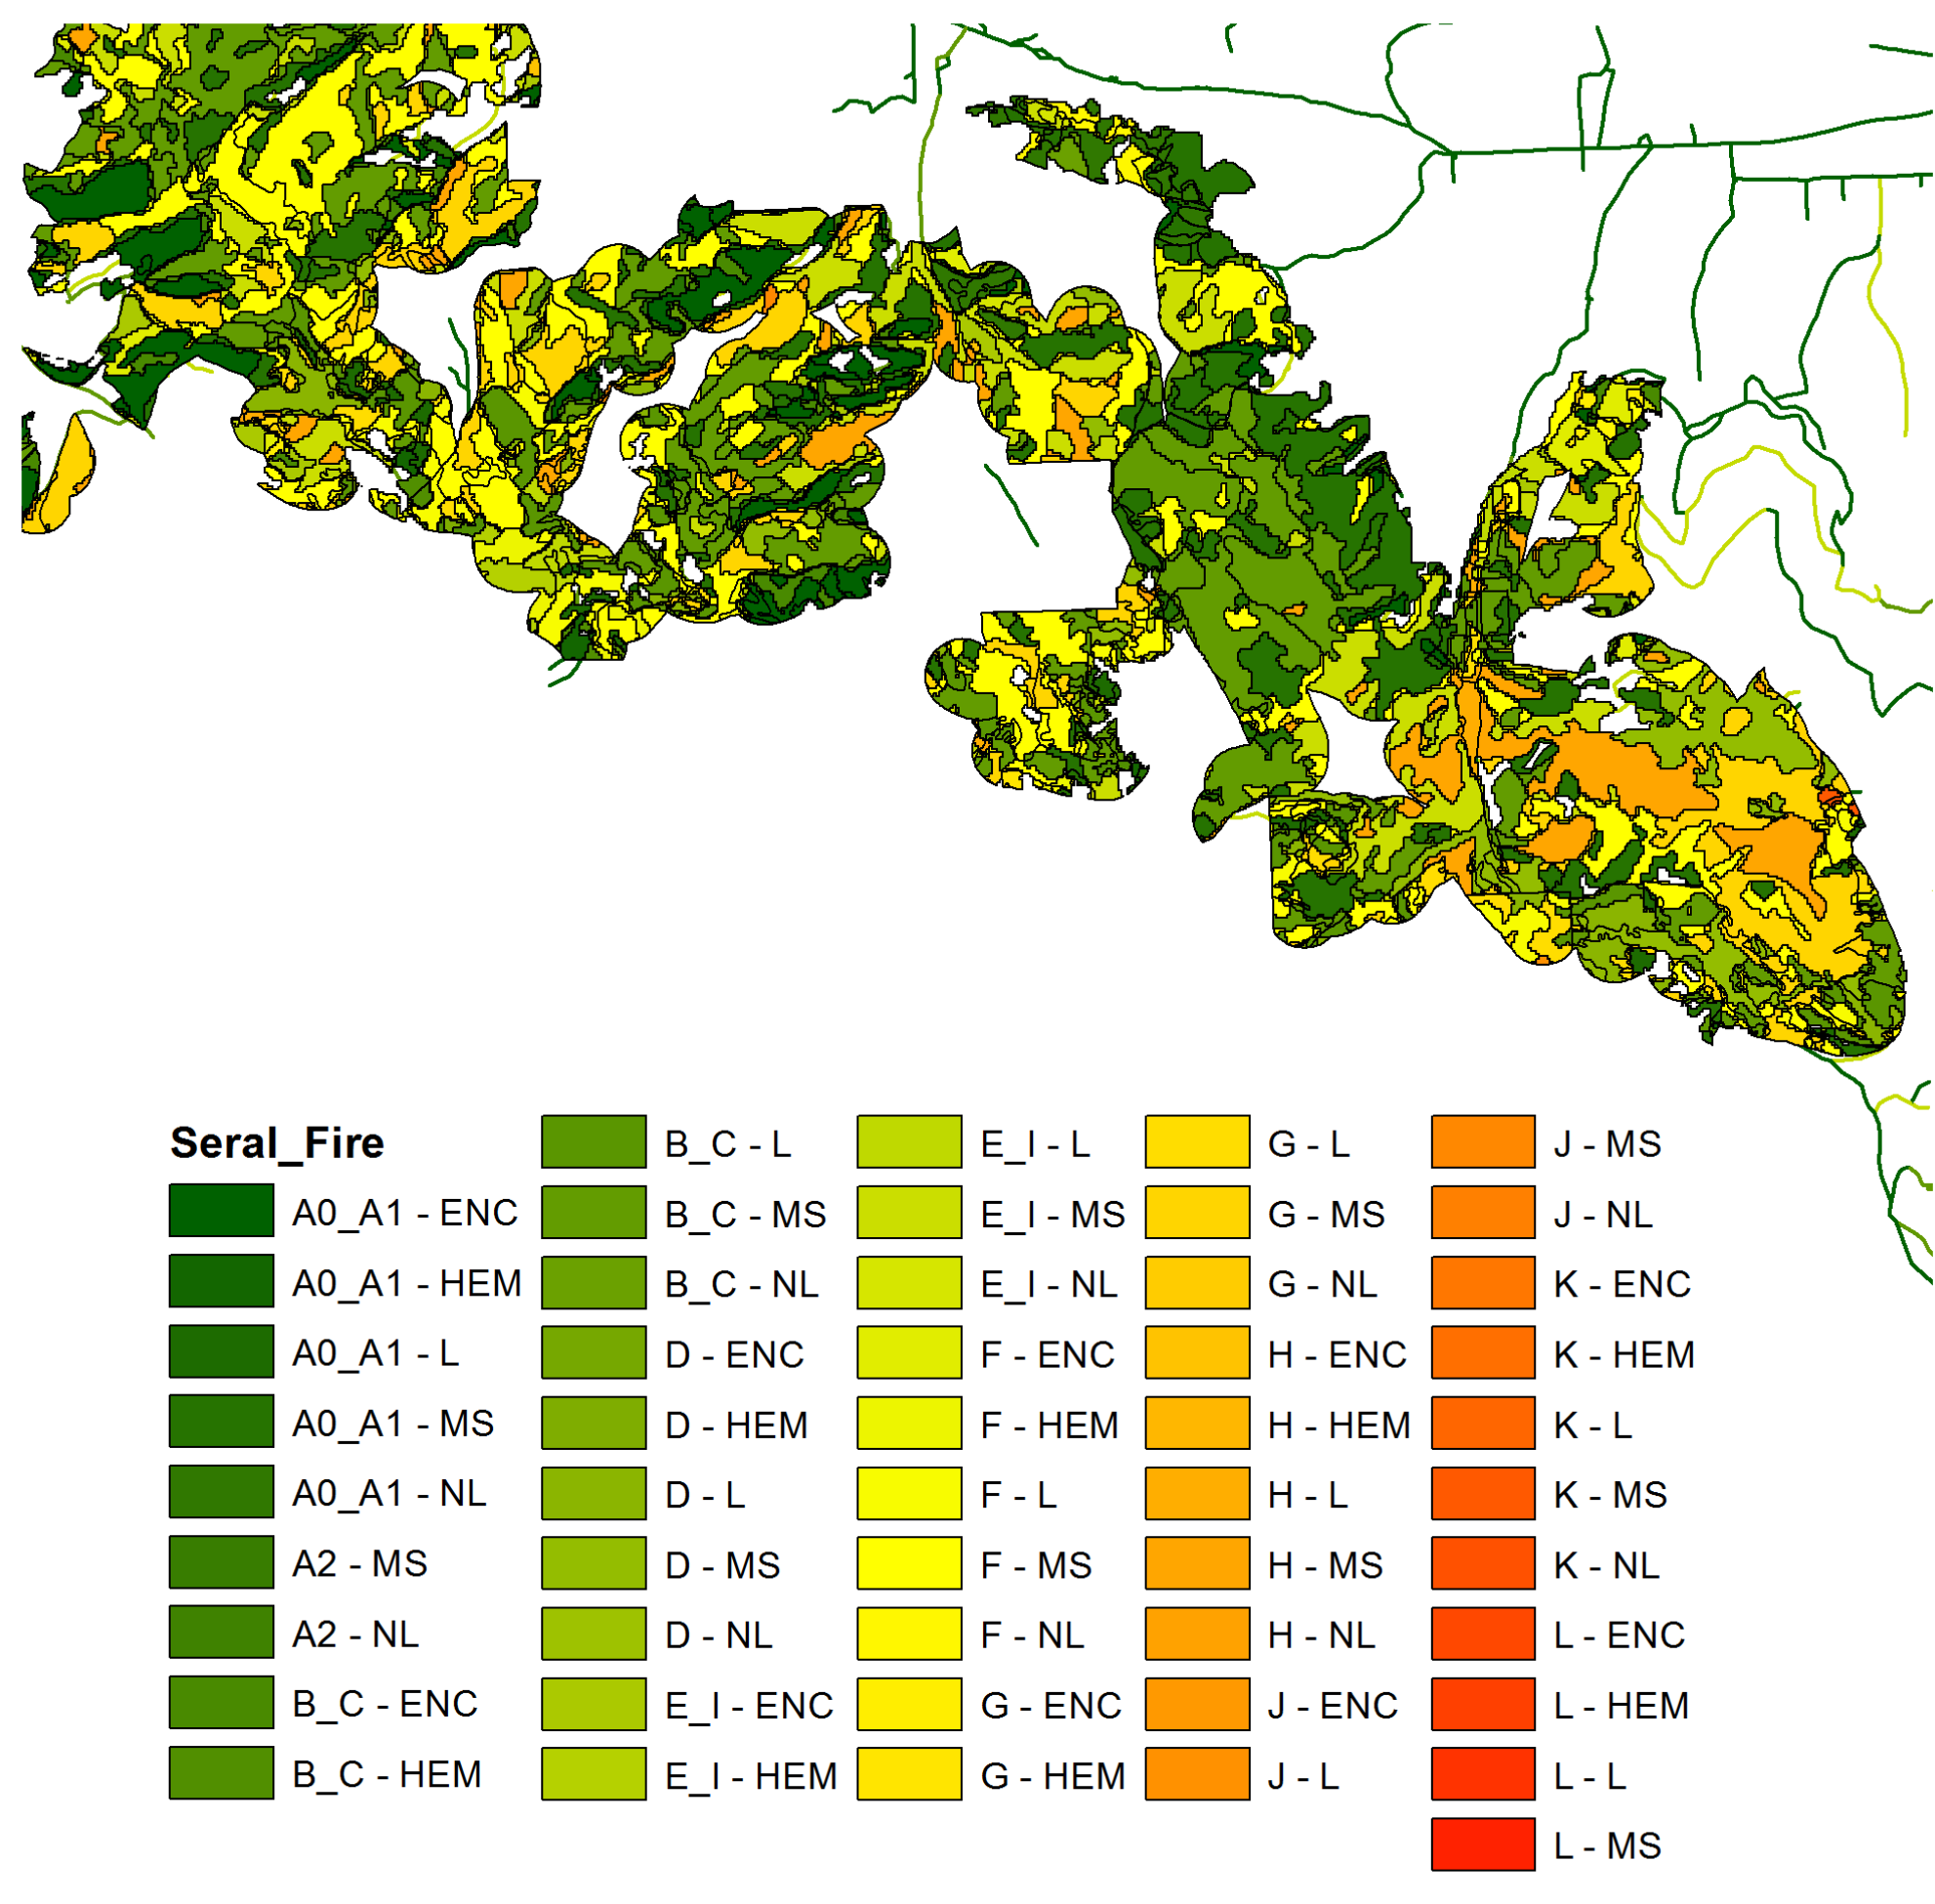 Seral_Fire
A0_A1 - ENC
A0_A1 - HEM
A0_A1 - L
A0_A1 - MS
A0_A1 - NL
A2 - MS
A2 - NL
B_C - ENC
B_C - HEM
B_C - L
B_C - MS
B_C - NL
D - ENC
D - HEM
D - L
D - MS
D - NL
E_I - ENC
E_I - HEM
E_I - L
E_I - MS
E_I - NL
F - ENC
F - HEM
F - L
F - MS
F - NL
G - ENC
G - HEM
G - L
G - MS
G - NL
H - ENC
H - HEM
H - L
H - MS
H - NL
J - ENC
J - L
J - MS
J - NL
K - ENC
K - HEM
K - L
K - MS
K - NL
L - ENC
L - HEM
L - L
L - MS